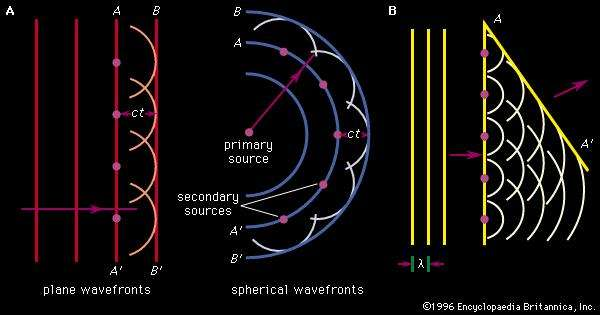 A
A
B
ct
A'
B'
plane wavefronts
B
A
primary
source
ct
secondary
sources
A'
B'
spherical wavefronts
B
A
A'
λ
©1996 Encyclopaedia Britannica, Inc.